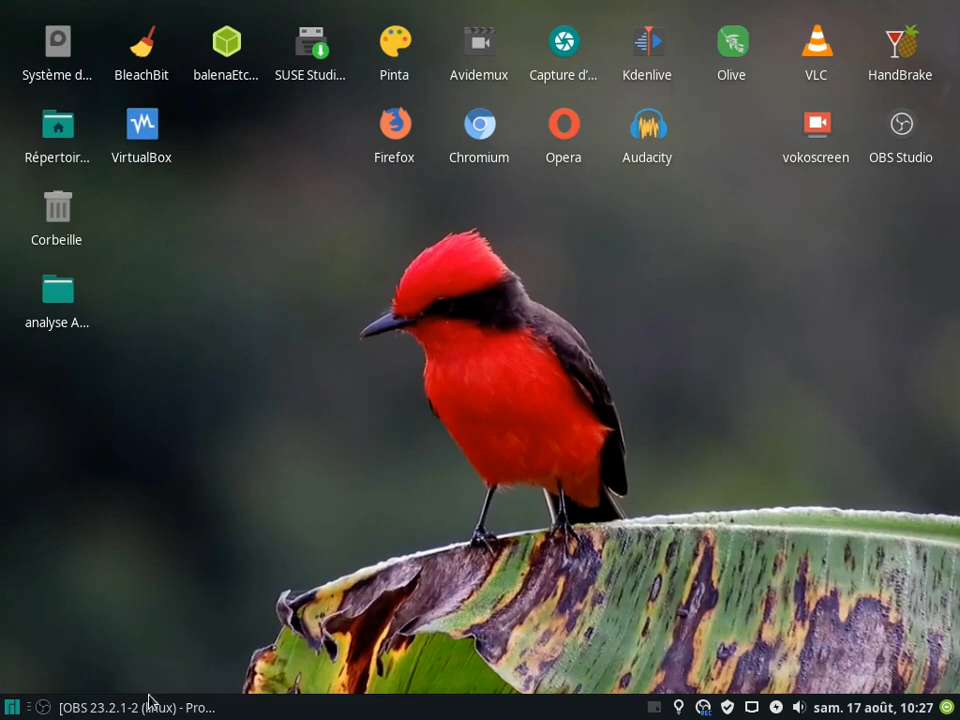 Système d... BleachBit balenaEtc... SUSE Studi... Pinta Avidemux Capture d'... Kdenlive Olive VLC HandBrake
Répertoir... VirtualBox Firefox Chromium Opera Audacity vokoscreen OBS Studio
Corbeille
analyse A...
[OBS 23.2.1-2 (linux) - Pro... REC sam. 17 août, 10:27